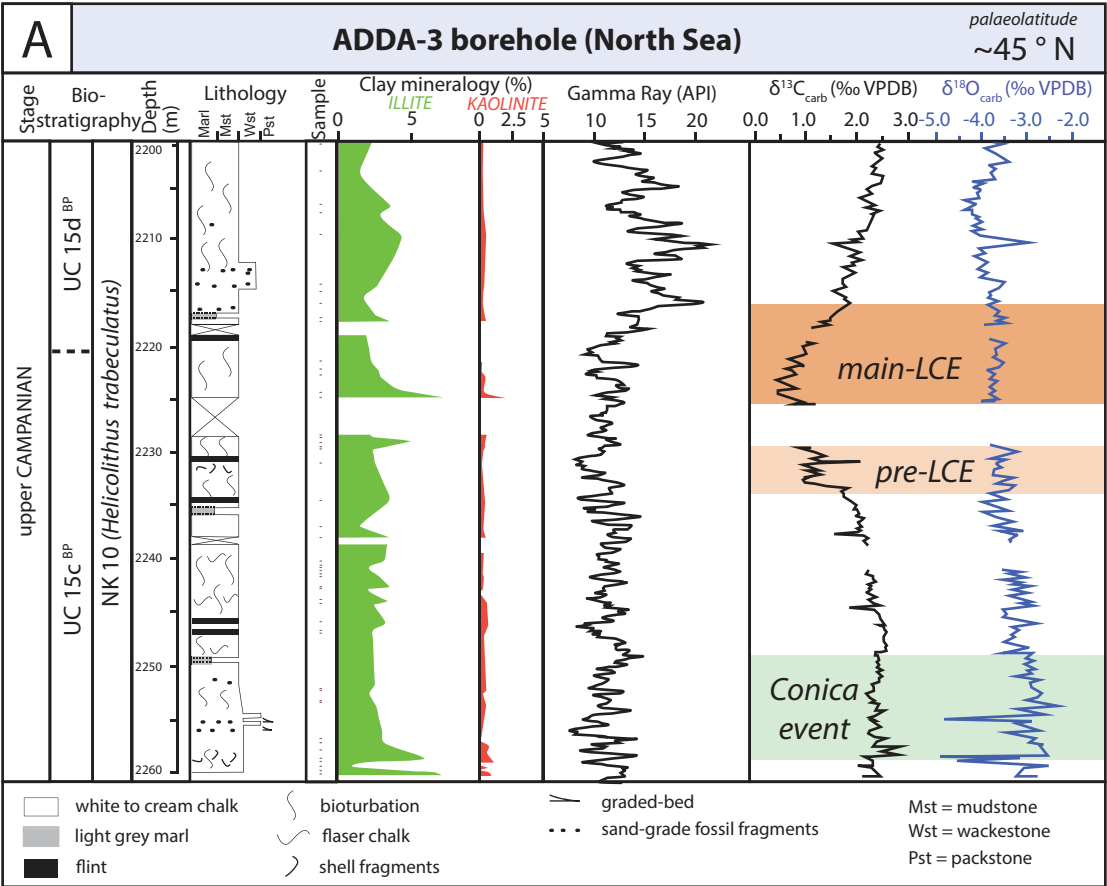 A
ADDA-3 borehole (North Sea)
palaeolatitude
~45 ° N
Stage
Bio-
stratigraphy
Depth
(m)
Lithology
Marl
Mst
Wst
Pst
Sample
Clay mineralogy (%)
ILLITE
KAOLINITE
0 5
0 2.5 5
Gamma Ray (API)
10 15 20
δ13Ccarb (‰ VPDB)
0.0 1.0 2.0 3.0
δ18Ocarb (‰ VPDB)
-5.0 -4.0 -3.0 -2.0
upper CAMPANIAN
UC 15d BP
UC 15c BP
NK 10 (Helicolithus trabeculatus)
2200
2210
2220
2230
2240
2250
2260
main-LCE
pre-LCE
Conica
event
white to cream chalk
light grey marl
flint
bioturbation
flaser chalk
shell fragments
graded-bed
sand-grade fossil fragments
Mst = mudstone
Wst = wackestone
Pst = packstone